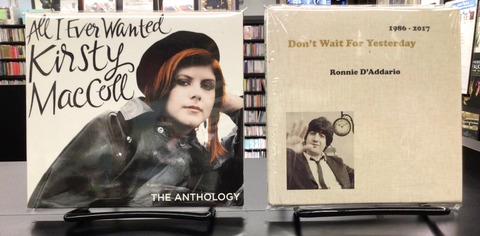 All I Ever Wanted
Kirsty
MacColl
THE ANTHOLOGY
1986 - 2017
Don't Wait For Yesterday
Ronnie D'Addario